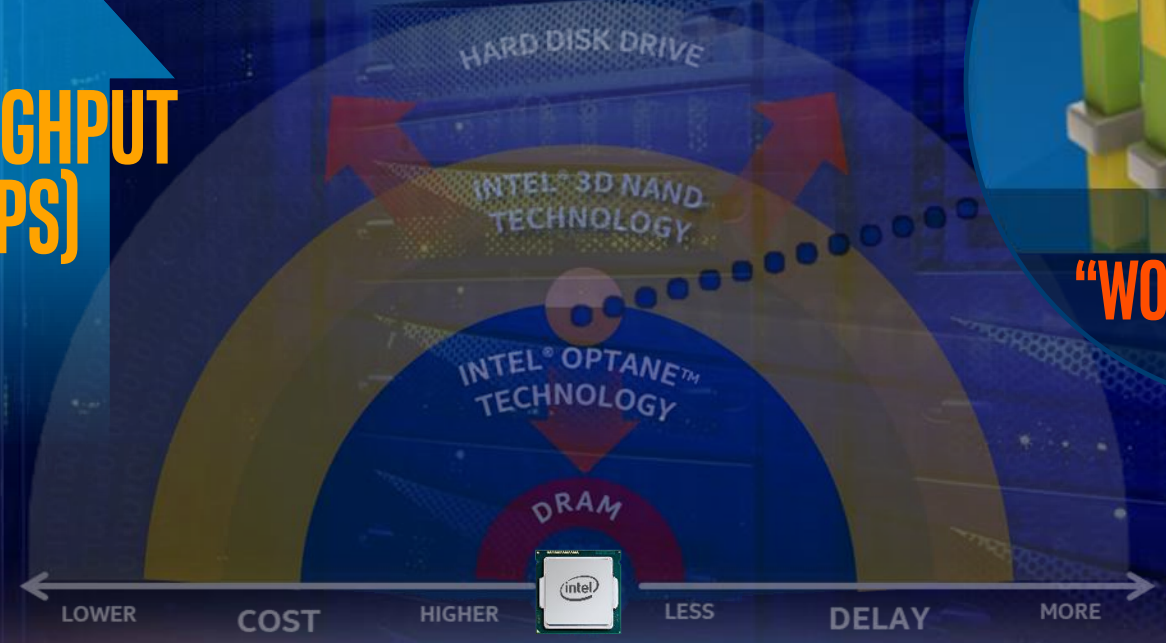 HARD DISK DRIVE
GHPUT
PS)
INTEL® 3D NAND
TECHNOLOGY
“WO
INTEL® OPTANE™
TECHNOLOGY
DRAM
intel
LOWER
COST
HIGHER
LESS
DELAY
MORE